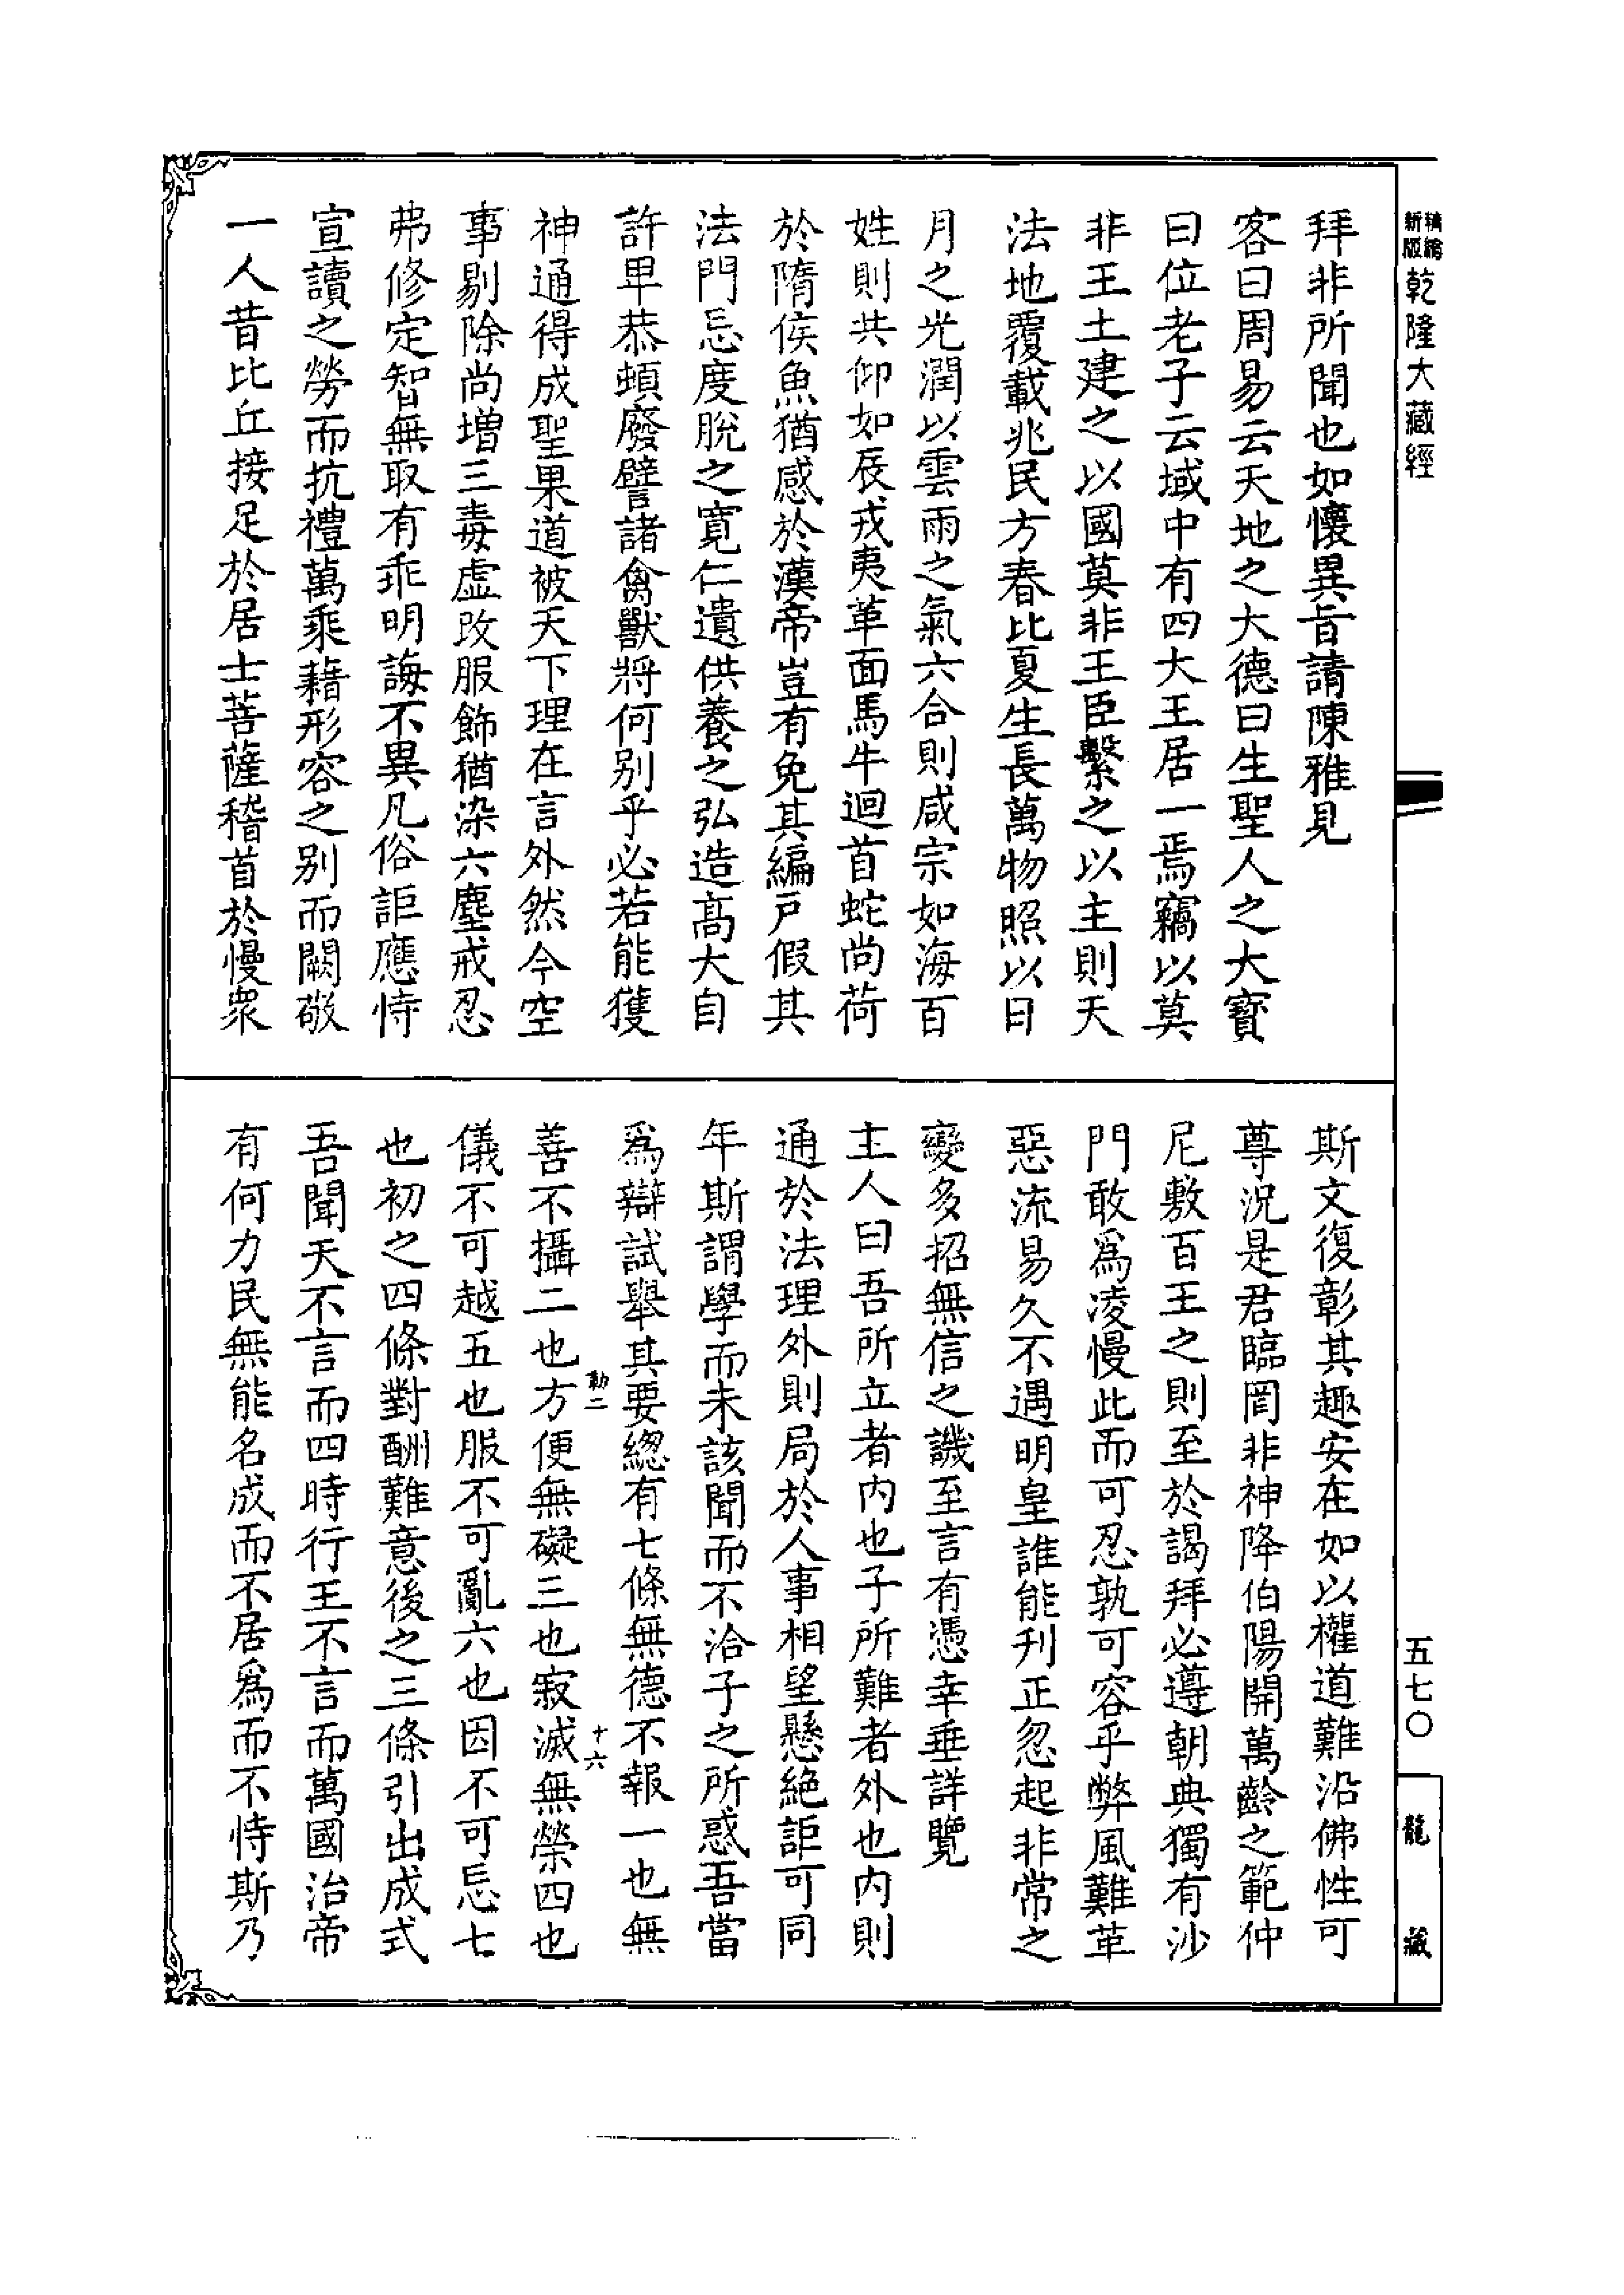 新版精編
乾隆大藏經
拜非所聞也如懷異旨請陳雅見
客曰周易云天地之大德曰生聖人之大寶
曰位老子云域中有四大王居一焉竊以莫
非王土建之以國莫非王臣繫之以主則天
法地覆載兆民方春比夏生長萬物照以日
月之光潤以雲雨之氣六合則咸宗如海百
姓則共仰如辰戎夷革面馬牛迴首蛇尚荷
於隋侯魚猶感於漢帝豈有免其編戶假其
法門忘度脫之寬仁遺供養之弘造高大自
許卑恭頓廢譬諸禽獸將何別乎必若能獲
神通得成聖果道被天下理在言外然今空
事剔除尚增三毒虛改服飾猶染六塵戒忍
弗修定智無取有乖明誨不異凡俗詎應恃
宣讀之勞而抗禮萬乘藉形容之別而闕敬
一人昔比丘接足於居士菩薩稽首於慢衆
斯文復彰其趣安在如以權道難沿佛性可
尊況是君臨罔非神降伯陽開萬齡之範仲
尼敷百王之則至於謁拜必遵朝典獨有沙
門敢爲凌慢此而可忍孰可容乎弊風難革
惡流易久不遇明皇誰能刊正忽起非常之
變多招無信之譏至言有憑幸垂詳覽
主人曰吾所立者內也子所難者外也內則
通於法理外則局於人事相望懸絕詎可同
年斯謂學而未該聞而不洽子之所惑吾當
爲辯試舉其要總有七條無德不報一也無
勒二
十六
善不攝二也方便無礙三也寂滅無榮四也
儀不可越五也服不可亂六也因不可忘七
也初之四條對酬難意後之三條引出成式
吾聞天不言而四時行王不言而萬國治帝
有何力民無能名成而不居爲而不恃斯乃
五七〇
龍藏